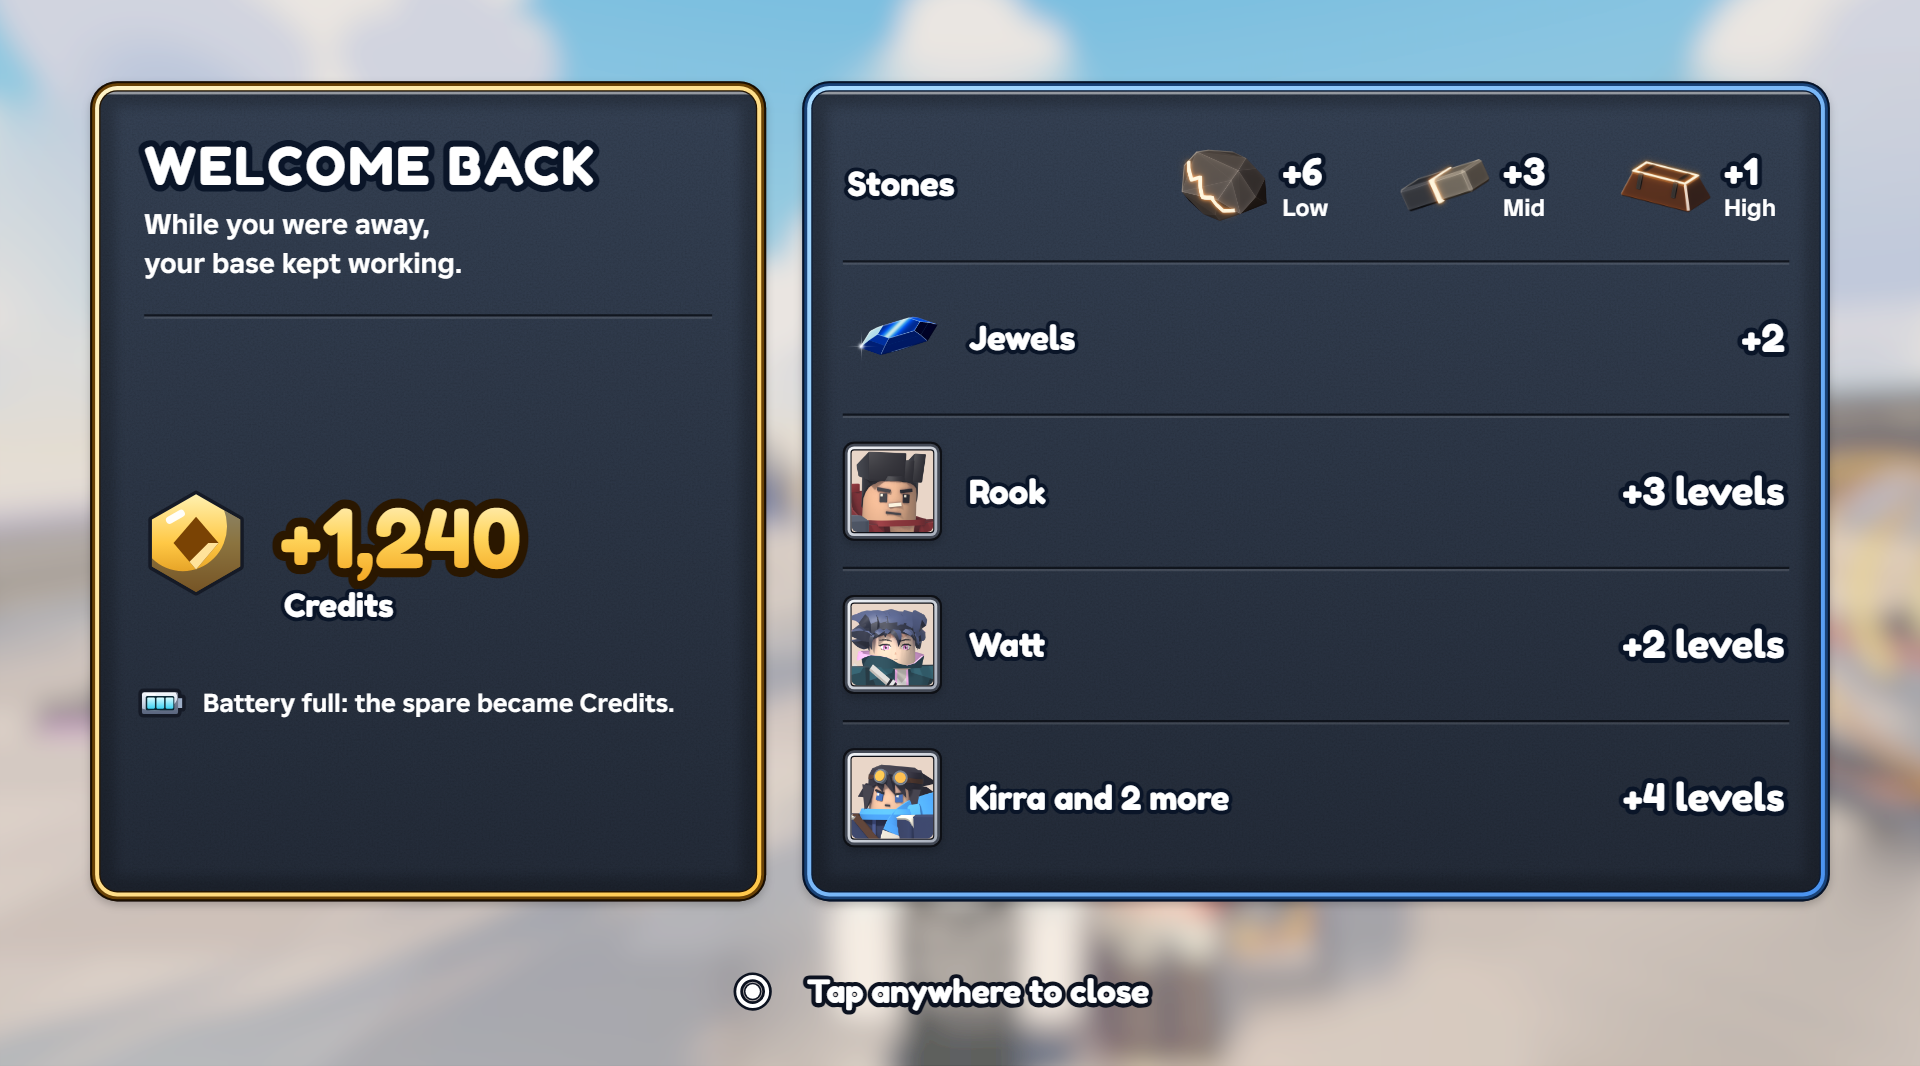 WELCOME BACK
While you were away,
your base kept working.
+1,240
Credits
Battery full: the spare became Credits.
Stones
+6
Low
+3
Mid
+1
High
Jewels
+2
Rook
+3 levels
Watt
+2 levels
Kirra and 2 more
+4 levels
Tap anywhere to close